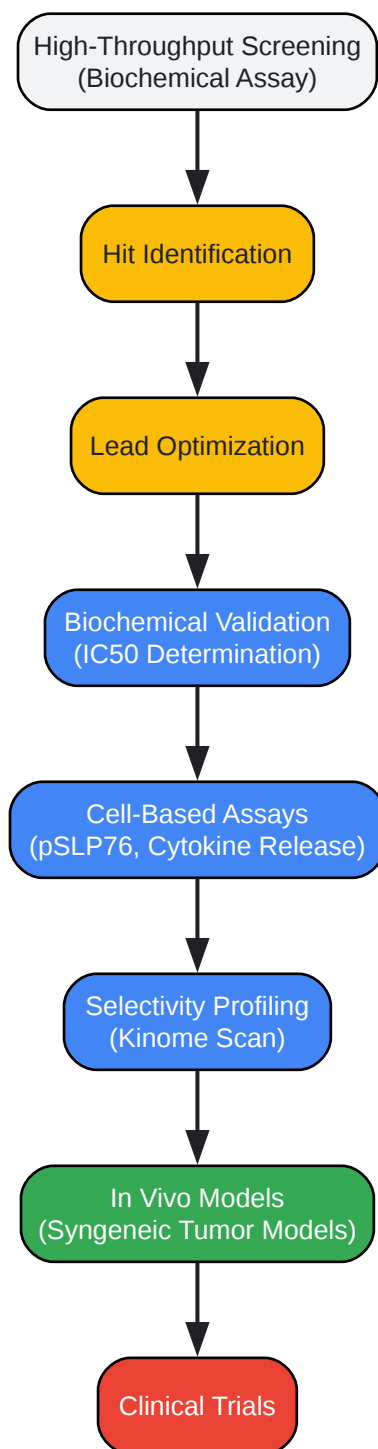 High-Throughput Screening
(Biochemical Assay)
Hit Identification
Lead Optimization
Biochemical Validation
(IC50 Determination)
Cell-Based Assays
(pSLP76, Cytokine Release)
Selectivity Profiling
(Kinome Scan)
In Vivo Models
(Syngeneic Tumor Models)
Clinical Trials